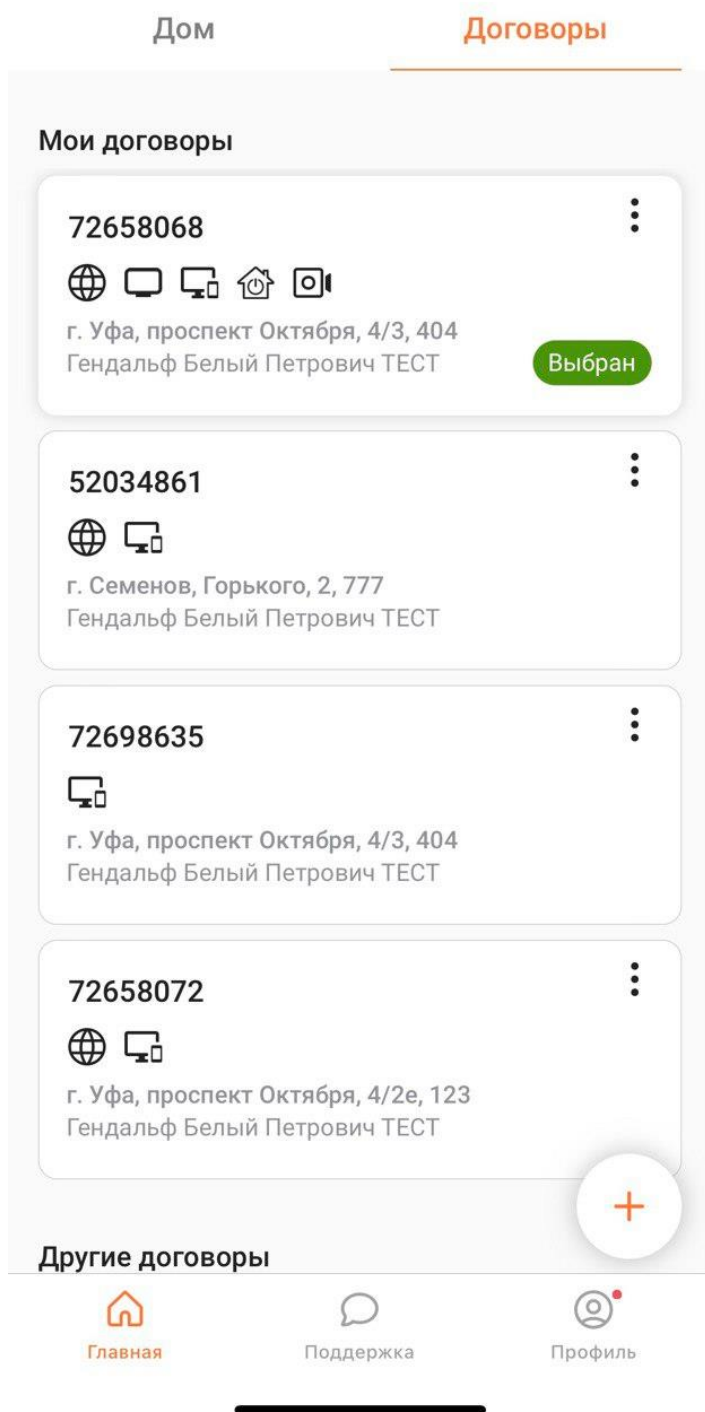 Дом
Договоры
Мои договоры
72658068
г. Уфа, проспект Октября, 4/3, 404
Гендальф Белый Петрович ТЕСТ
Выбран
52034861
г. Семенов, Горького, 2, 777
Гендальф Белый Петрович ТЕСТ
72698635
г. Уфа, проспект Октября, 4/3, 404
Гендальф Белый Петрович ТЕСТ
72658072
г. Уфа, проспект Октября, 4/2е, 123
Гендальф Белый Петрович ТЕСТ
Другие договоры
Главная
Поддержка
Профиль